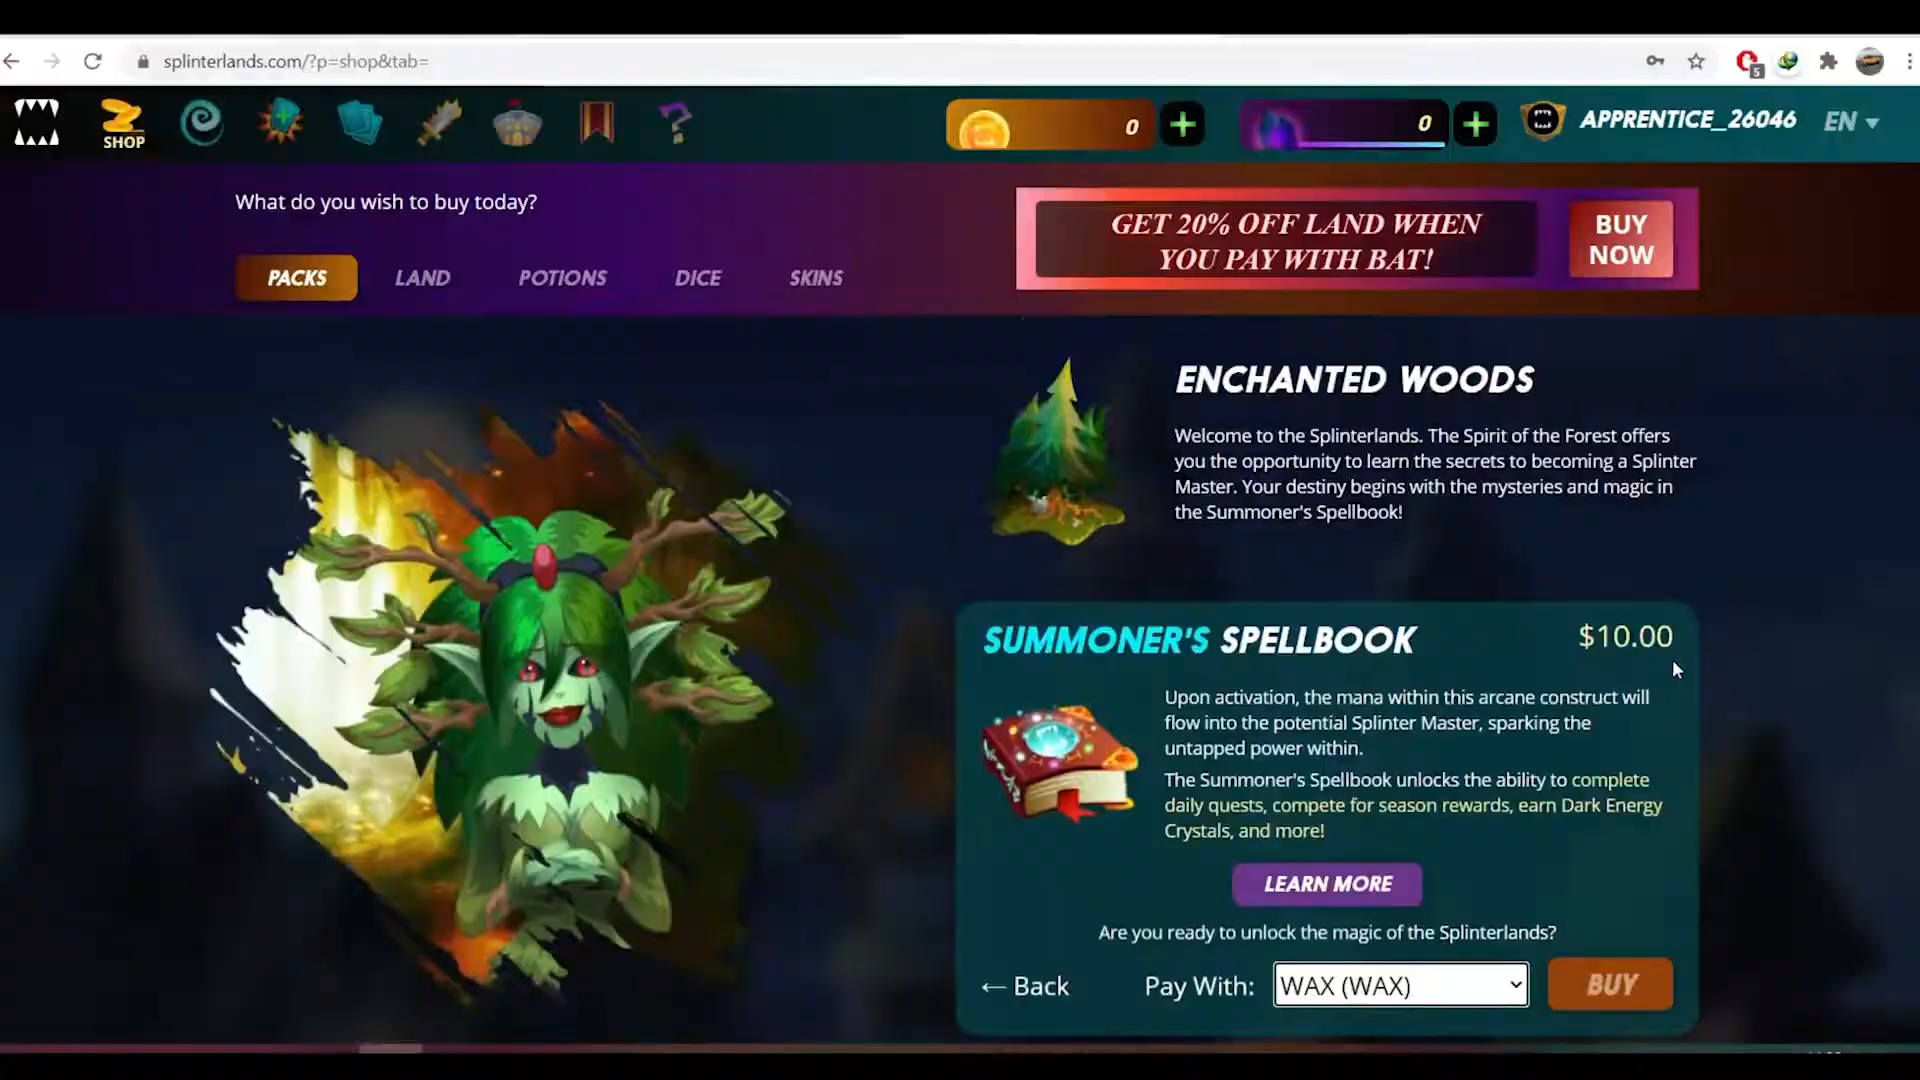 splinterlands.com/?p=shop&tab=
5
SHOP
0
0
APPRENTICE_26046
EN
What do you wish to buy today?
GET 20% OFF LAND WHEN
YOU PAY WITH BAT!
BUY
NOW
PACKS
LAND
POTIONS
DICE
SKINS
ENCHANTED WOODS
Welcome to the Splinterlands. The Spirit of the Forest offers
you the opportunity to learn the secrets to becoming a Splinter
Master. Your destiny begins with the mysteries and magic in
the Summoner's Spellbook!
SUMMONER'S SPELLBOOK
$10.00
Upon activation, the mana within this arcane construct will
flow into the potential Splinter Master, sparking the
untapped power within.
The Summoner's Spellbook unlocks the ability to complete
daily quests, compete for season rewards, earn Dark Energy
Crystals, and more!
LEARN MORE
Are you ready to unlock the magic of the Splinterlands?
← Back
Pay With:
WAX (WAX)
BUY